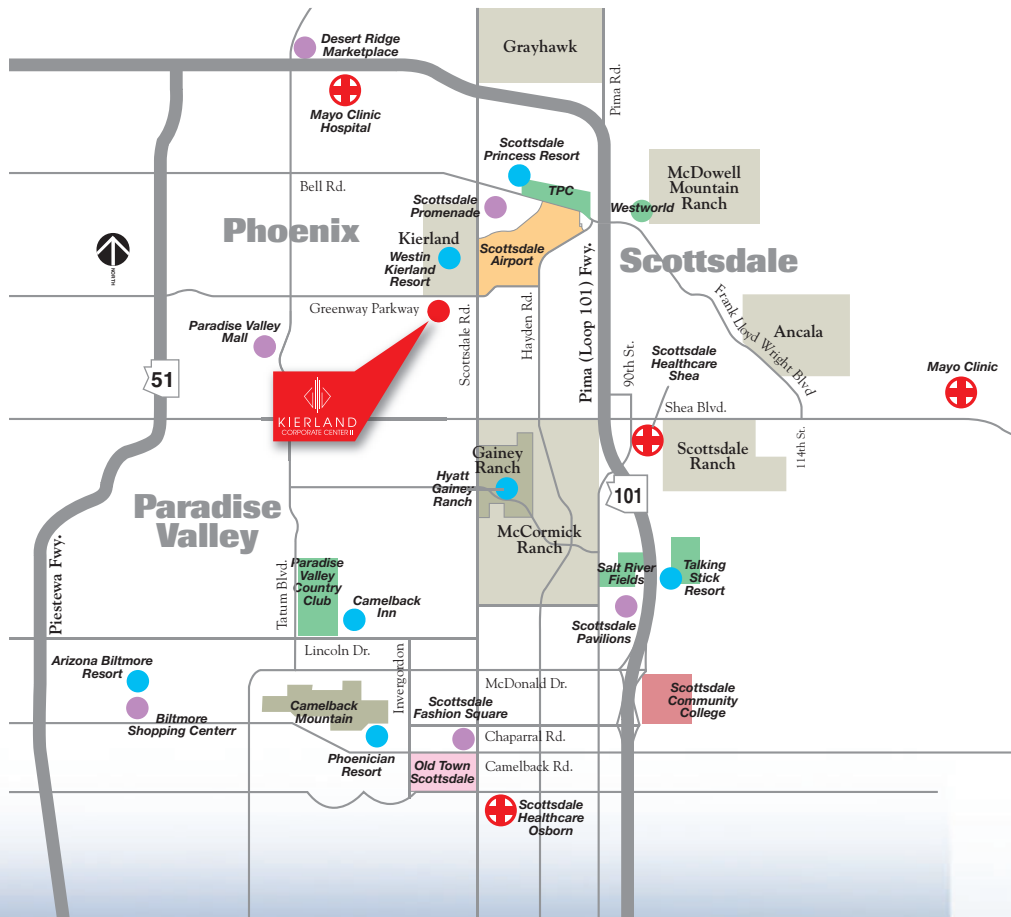 Desert Ridge
Marketplace
Grayhawk
Pima Rd.
Mayo Clinic
Hospital
Scottsdale
Princess Resort
TPC
McDowell
Mountain
Ranch
Bell Rd.
Scottsdale
Promenade
Westworld
Phoenix
Kierland
Westin
Kierland
Resort
Scottsdale
Airport
Scottsdale
NORTH
Greenway Parkway
Scottsdale Rd.
Hayden Rd.
Pima (Loop 101) Fwy.
Frank Lloyd Wright Blvd
Ancala
Paradise Valley
Mall
90th St.
Scottsdale
Healthcare
Shea
Mayo Clinic
51
KIERLAND
CORPORATE CENTER II
Shea Blvd.
114th St.
Gainey
Ranch
Scottsdale
Ranch
Hyatt
Gainey
Ranch
101
Paradise
Valley
McCormick
Ranch
Piestewa Fwy.
Tatum Blvd.
Paradise
Valley
Country
Club
Camelback
Inn
Salt River
Fields
Talking
Stick
Resort
Scottsdale
Pavilions
Lincoln Dr.
Invergordon
Arizona Biltmore
Resort
McDonald Dr.
Scottsdale
Community
College
Biltmore
Shopping Centerr
Camelback
Mountain
Scottsdale
Fashion Square
Chaparral Rd.
Phoenician
Resort
Old Town
Scottsdale
Camelback Rd.
Scottsdale
Healthcare
Osborn